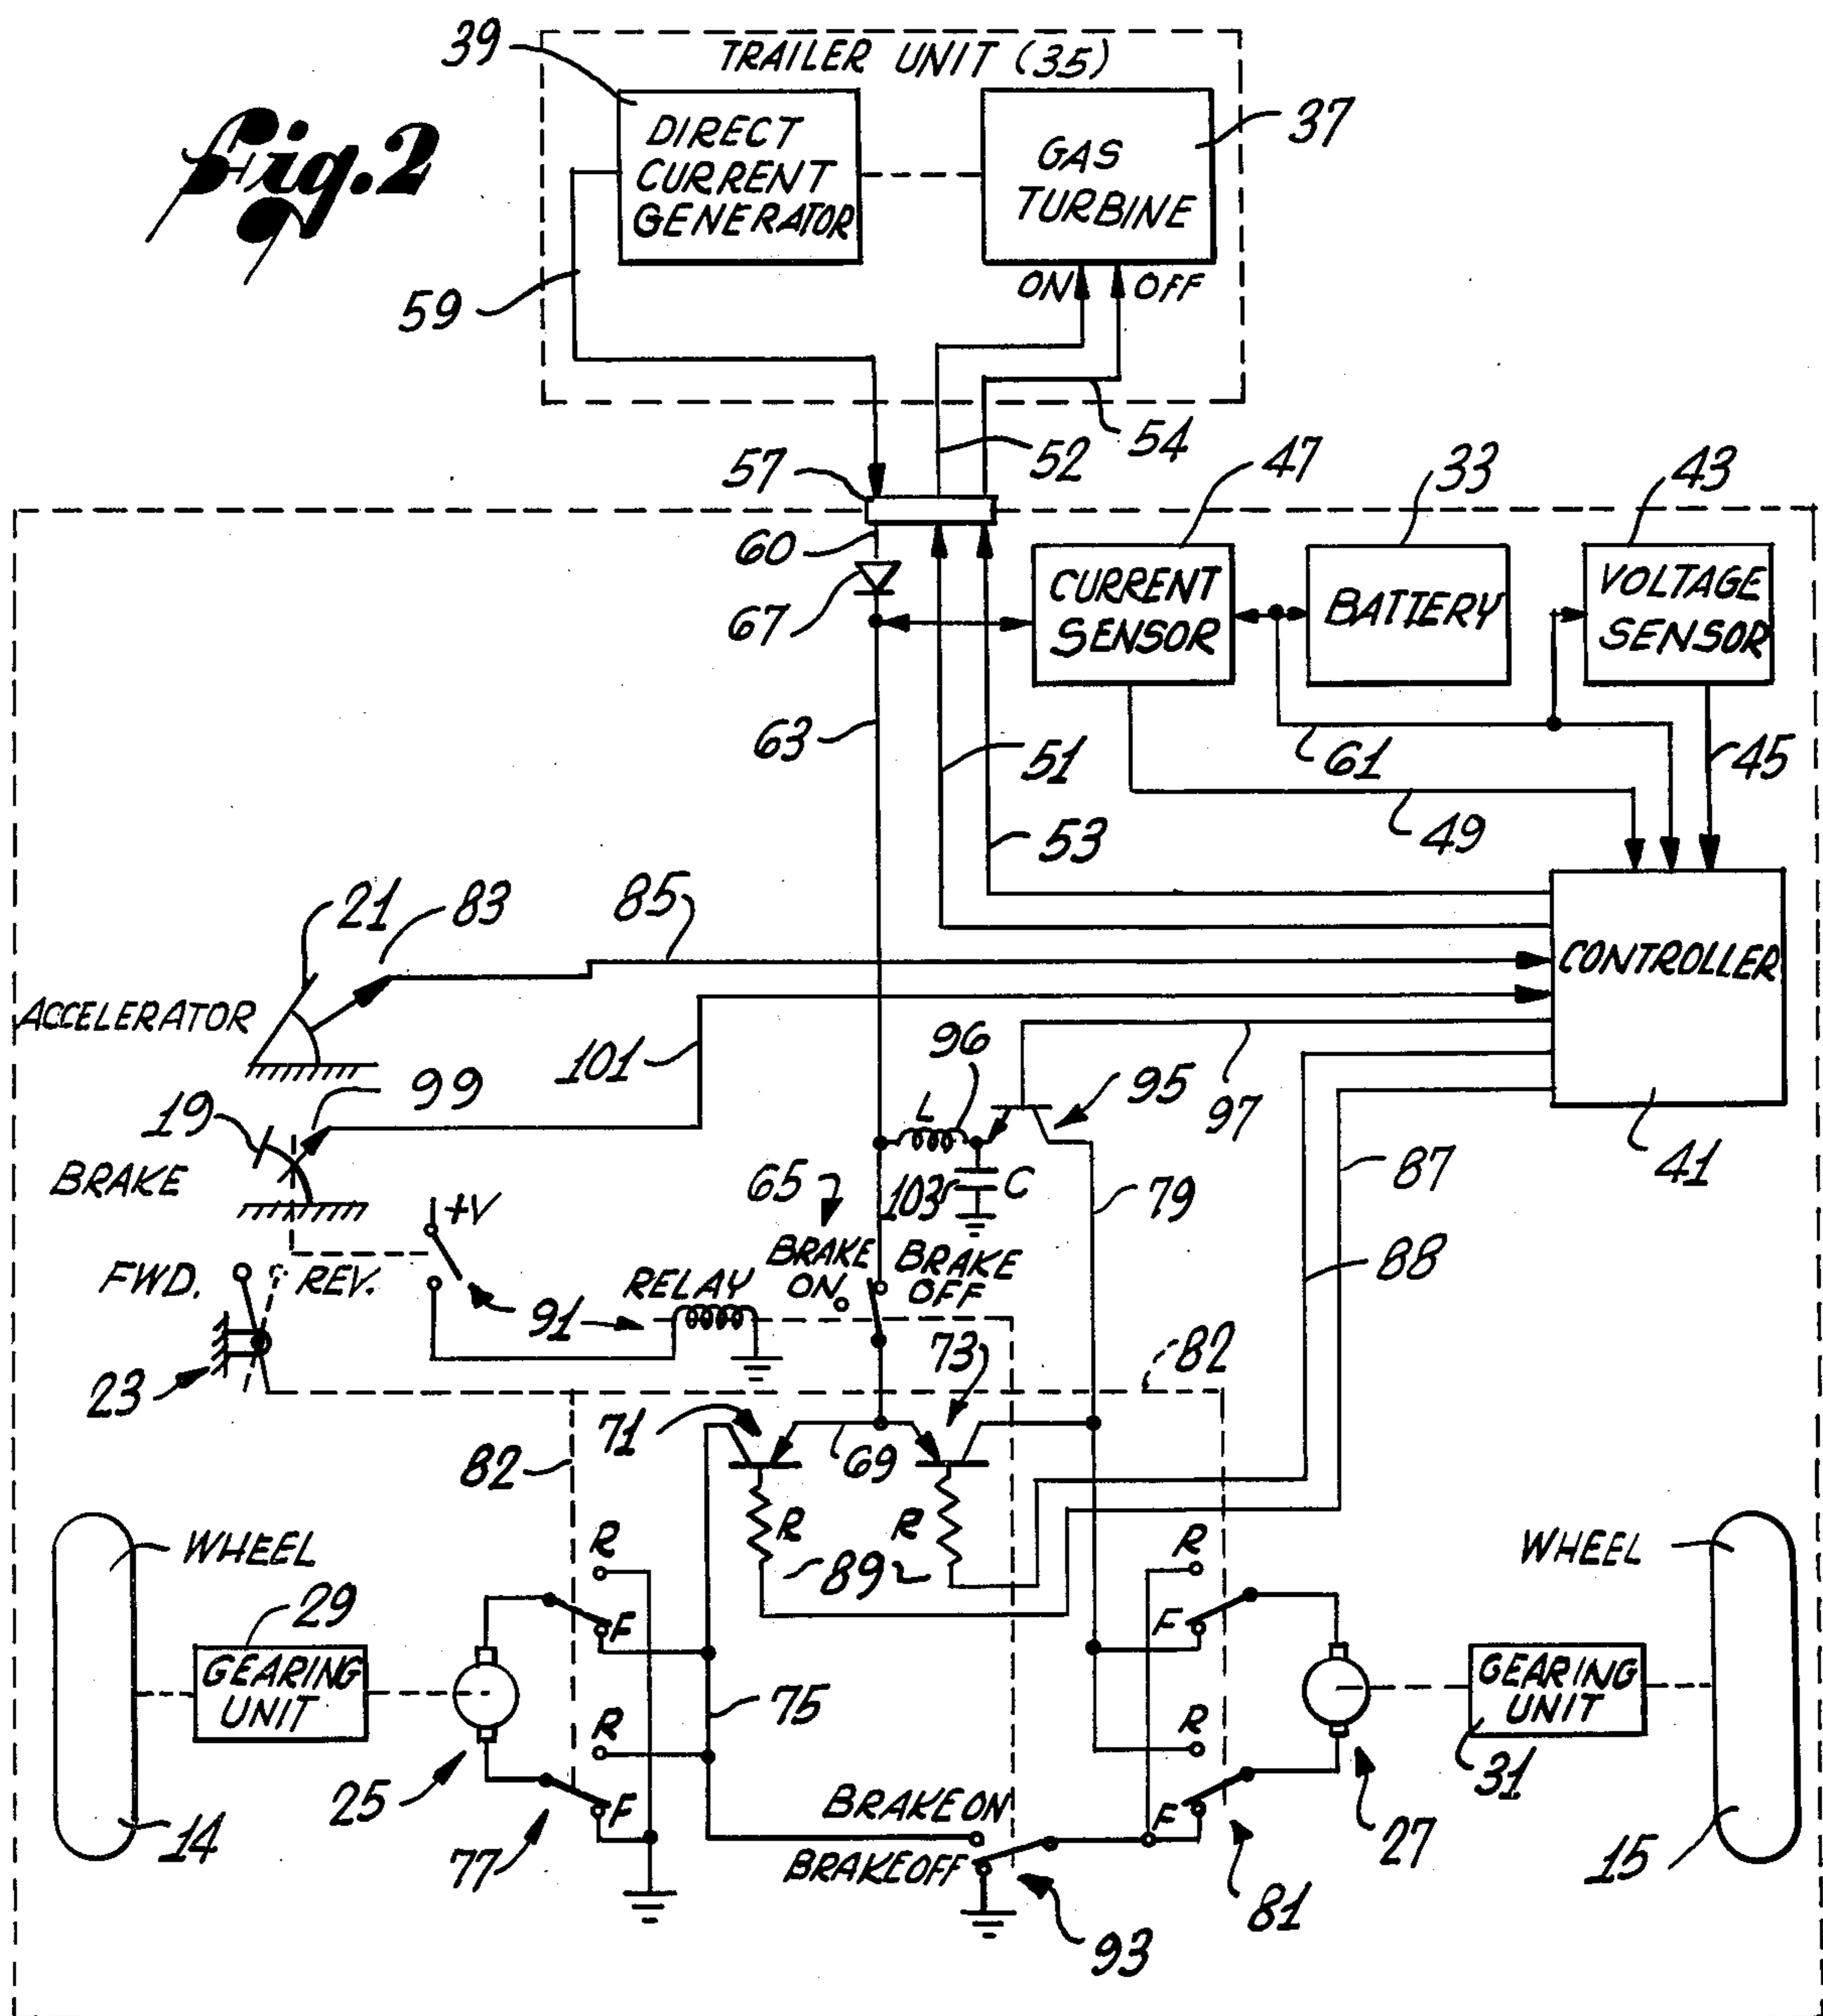 Fig.2
TRAILER UNIT (35)
39
DIRECT
CURRENT
GENERATOR
GAS
TURBINE
37
ON
OFF
59
54
52
57
47
33
43
60
67
CURRENT
SENSOR
BATTERY
VOLTAGE
SENSOR
63
51
61
45
53
49
21
83
85
CONTROLLER
ACCELERATOR
101
96
95
97
99
19
BRAKE
L
41
87
65
103
C
79
+V
88
FWD.
REV.
BRAKE
ON
BRAKE
OFF
RELAY
91
23
73
82
71
69
82
R
R
89
WHEEL
WHEEL
29
R
F
R
F
GEARING
UNIT
GEARING
UNIT
75
R
F
R
F
25
31
BRAKE ON
BRAKE OFF
14
77
27
15
81
93